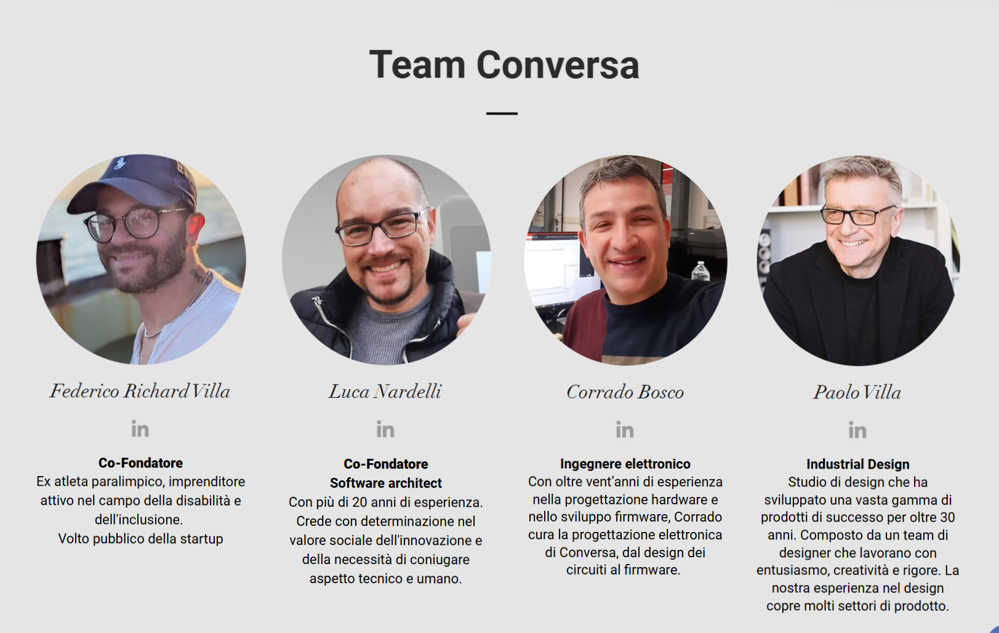 Team Conversa
Federico Richard Villa
in
Co-Fondatore
Ex atleta paralimpico, imprenditore
attivo nel campo della disabilità e
dell'inclusione.
Volto pubblico della startup
Luca Nardelli
in
Co-Fondatore
Software architect
Con più di 20 anni di esperienza.
Crede con determinazione nel
valore sociale dell'innovazione e
della necessità di coniugare
aspetto tecnico e umano.
Corrado Bosco
in
Ingegnere elettronico
Con oltre vent’anni di esperienza
nella progettazione hardware e
nello sviluppo firmware, Corrado
cura la progettazione elettronica
di Conversa, dal design dei
circuiti al firmware.
Paolo Villa
in
Industrial Design
Studio di design che ha
sviluppato una vasta gamma di
prodotti di successo per oltre 30
anni. Composto da un team di
designer che lavorano con
entusiasmo, creatività e rigore. La
nostra esperienza nel design
copre molti settori di prodotto.